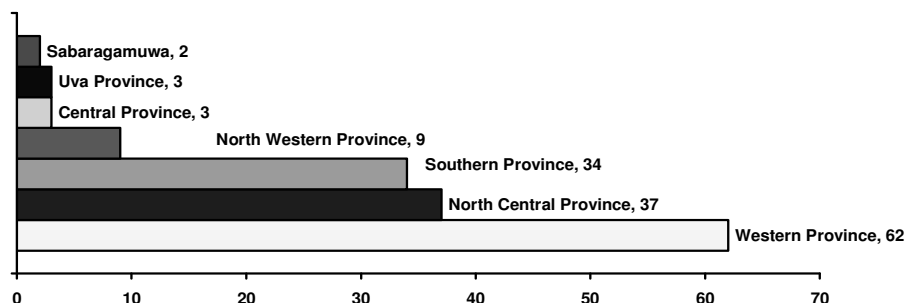 Sabaragamuwa, 2
Uva Province, 3
Central Province, 3
North Western Province, 9
Southern Province, 34
North Central Province, 37
Western Province, 62
0 10 20 30 40 50 60 70